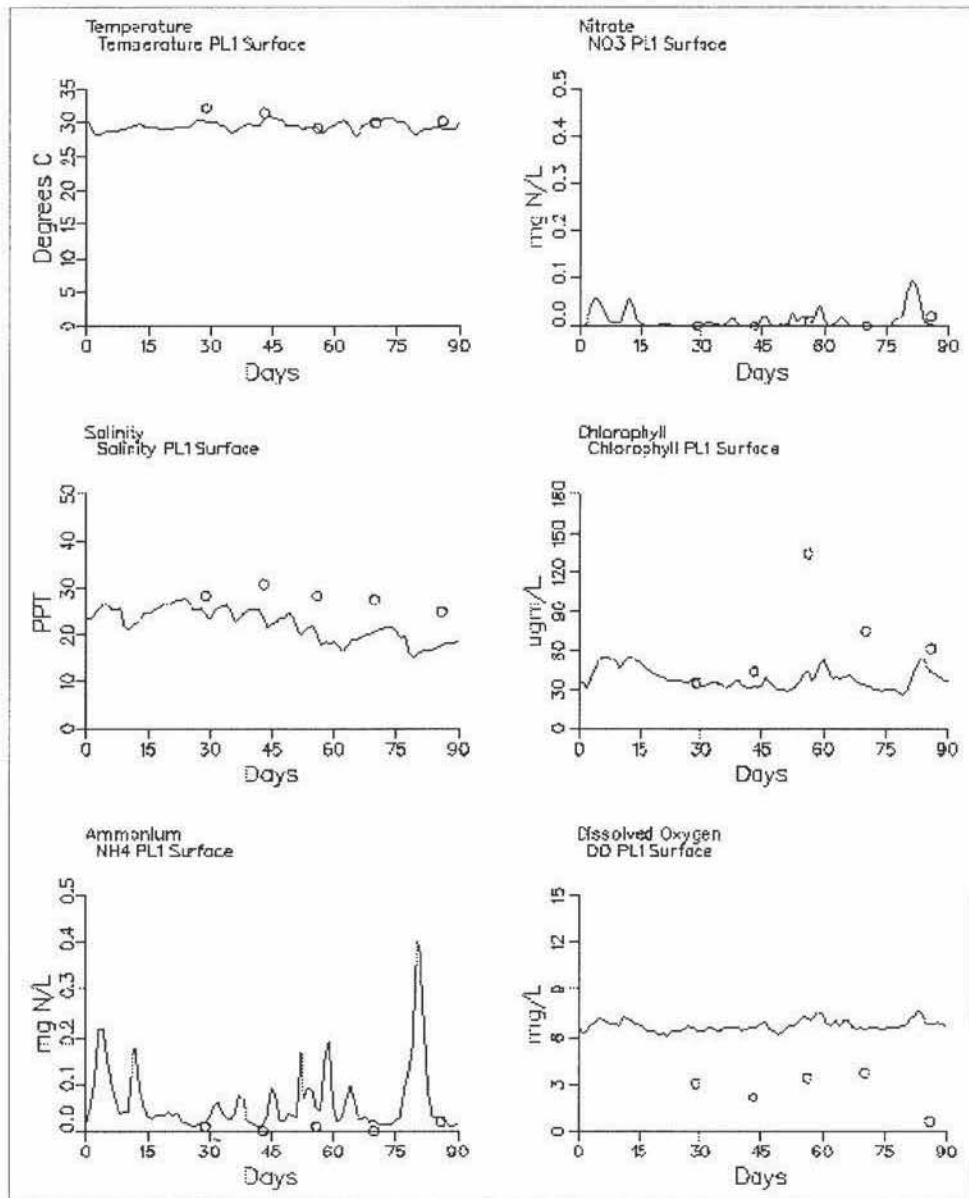 Temperature
Temperature PL1 Surface
35
30
25
20
15
10
5
0
Degrees C
0 15 30 45 60 75 90
Days
Nitrate
NO3 PL1 Surface
0.5
0.4
0.3
0.2
0.1
0.0
mg N/L
0 15 30 45 60 75 90
Days
Salinity
Salinity PL1 Surface
50
40
30
20
10
0
PPT
0 15 30 45 60 75 90
Days
Chlorophyll
Chlorophyll PL1 Surface
180
150
120
90
60
30
0
ugm/L
0 15 30 45 60 75 90
Days
Ammonium
NH4 PL1 Surface
0.5
0.4
0.3
0.2
0.1
0.0
mg N/L
0 15 30 45 60 75 90
Days
Dissolved Oxygen
DO PL1 Surface
15
12
9
6
3
0
mg/L
0 15 30 45 60 75 90
Days